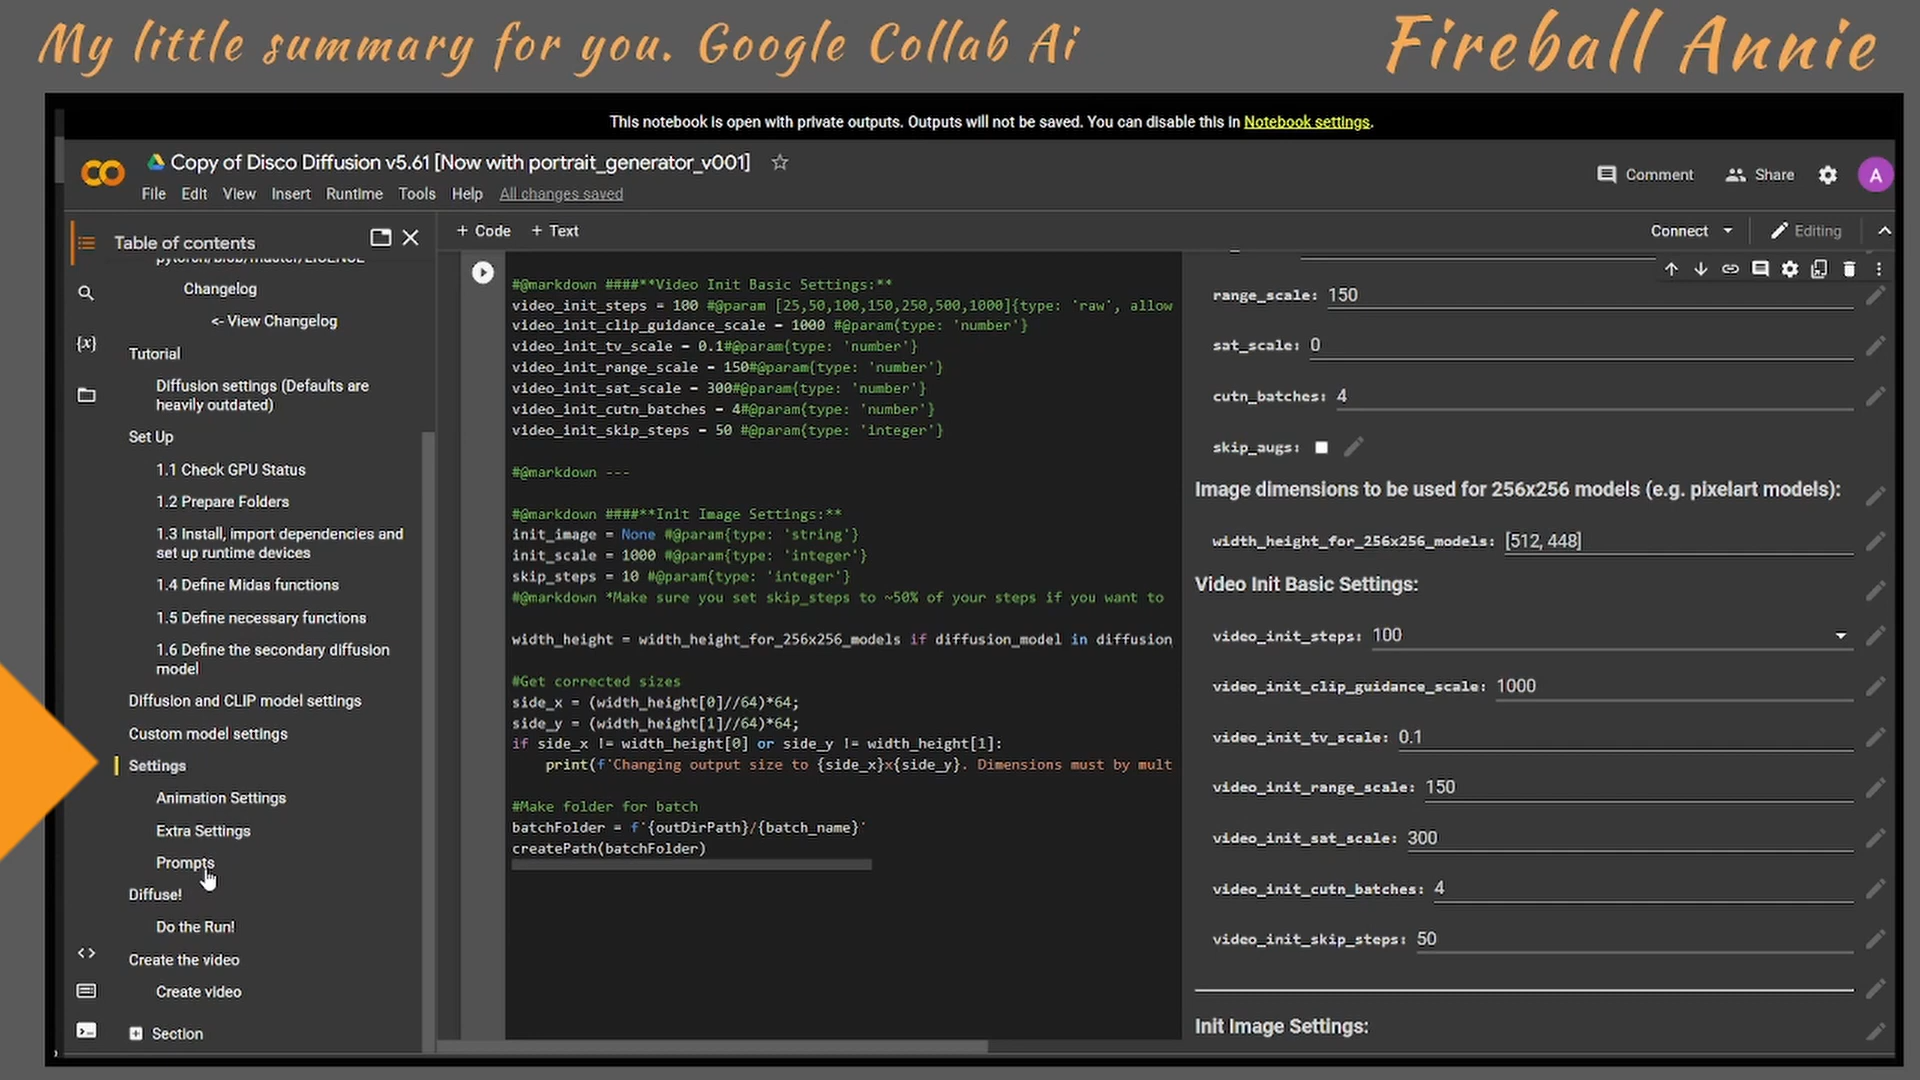 My little summary for you. Google Collab Ai
Fireball Annie
This notebook is open with private outputs. Outputs will not be saved. You can disable this in Notebook settings.
Copy of Disco Diffusion v5.61 [Now with portrait_generator_v001]
Comment
Share
A
File Edit View Insert Runtime Tools Help All changes saved
Table of contents
+ Code + Text
Connect
Editing
pytorch/blob/master/LICENSE
Changelog
<- View Changelog
Tutorial
Diffusion settings (Defaults are
heavily outdated)
Set Up
1.1 Check GPU Status
1.2 Prepare Folders
1.3 Install, import dependencies and
set up runtime devices
1.4 Define Midas functions
1.5 Define necessary functions
1.6 Define the secondary diffusion
model
Diffusion and CLIP model settings
Custom model settings
Settings
Animation Settings
Extra Settings
Prompts
Diffuse!
Do the Run!
Create the video
Create video
Section
#@markdown ####**Video Init Basic Settings:**
video_init_steps = 100 #@param [25,50,100,150,250,500,1000]{type: 'raw', allow
video_init_clip_guidance_scale = 1000 #@param{type: 'number'}
video_init_tv_scale = 0.1#@param{type: 'number'}
video_init_range_scale = 150#@param{type: 'number'}
video_init_sat_scale = 300#@param{type: 'number'}
video_init_cutn_batches = 4#@param{type: 'number'}
video_init_skip_steps = 50 #@param{type: 'integer'}
#@markdown ---
#@markdown ####**Init Image Settings:**
init_image = None #@param{type: 'string'}
init_scale = 1000 #@param{type: 'integer'}
skip_steps = 10 #@param{type: 'integer'}
#@markdown *Make sure you set skip_steps to ~50% of your steps if you want to
width_height = width_height_for_256x256_models if diffusion_model in diffusion
#Get corrected sizes
side_x = (width_height[0]//64)*64;
side_y = (width_height[1]//64)*64;
if side_x != width_height[0] or side_y != width_height[1]:
print(f'Changing output size to {side_x}x{side_y}. Dimensions must by mult
#Make folder for batch
batchFolder = f'{outDirPath}/{batch_name}'
createPath(batchFolder)
range_scale: 150
sat_scale: 0
cutn_batches: 4
skip_augs:
Image dimensions to be used for 256x256 models (e.g. pixelart models):
width_height_for_256x256_models: [512, 448]
Video Init Basic Settings:
video_init_steps: 100
video_init_clip_guidance_scale: 1000
video_init_tv_scale: 0.1
video_init_range_scale: 150
video_init_sat_scale: 300
video_init_cutn_batches: 4
video_init_skip_steps: 50
Init Image Settings: